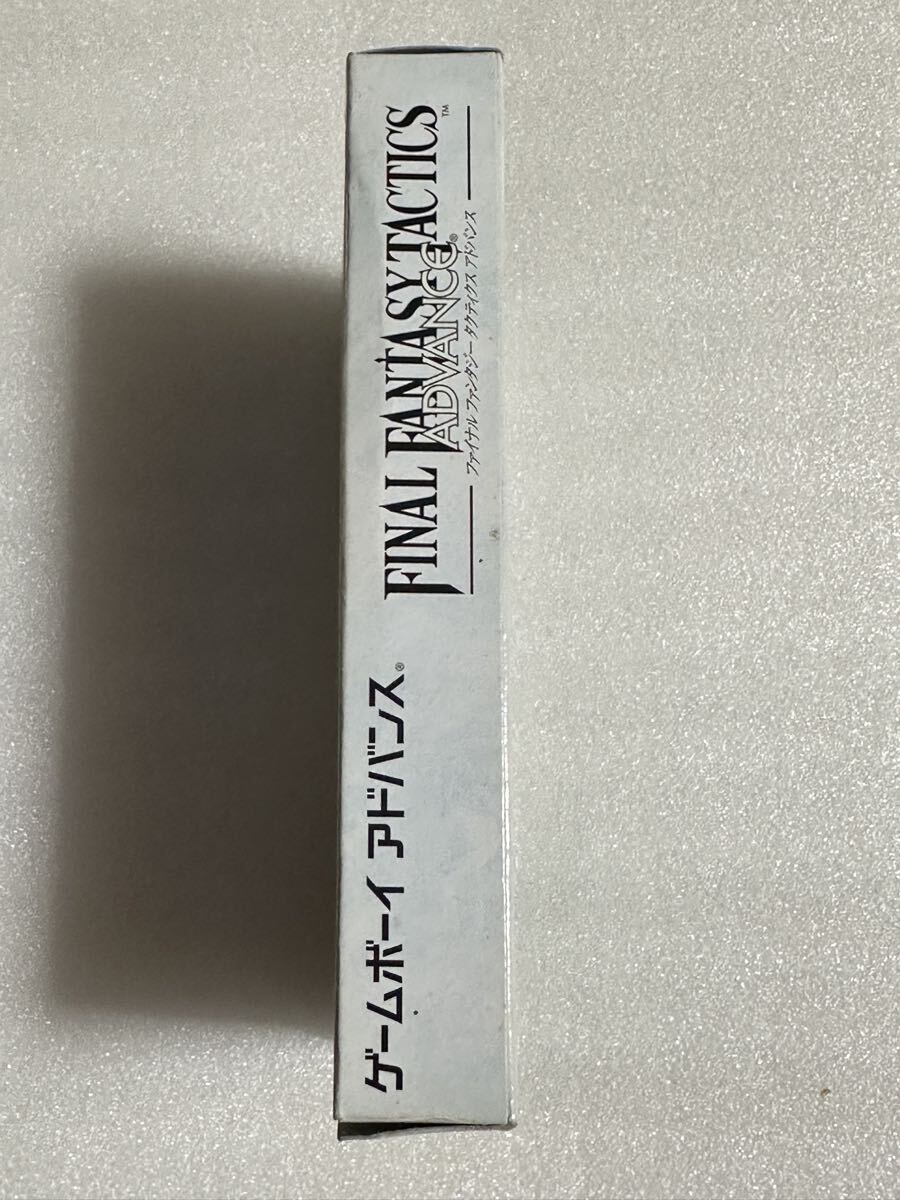 ゲームボーイ アドバンス®
FINAL FANTASY TACTICS™
ADVANCE®
ファイナルファンタジー タクティクス アドバンス